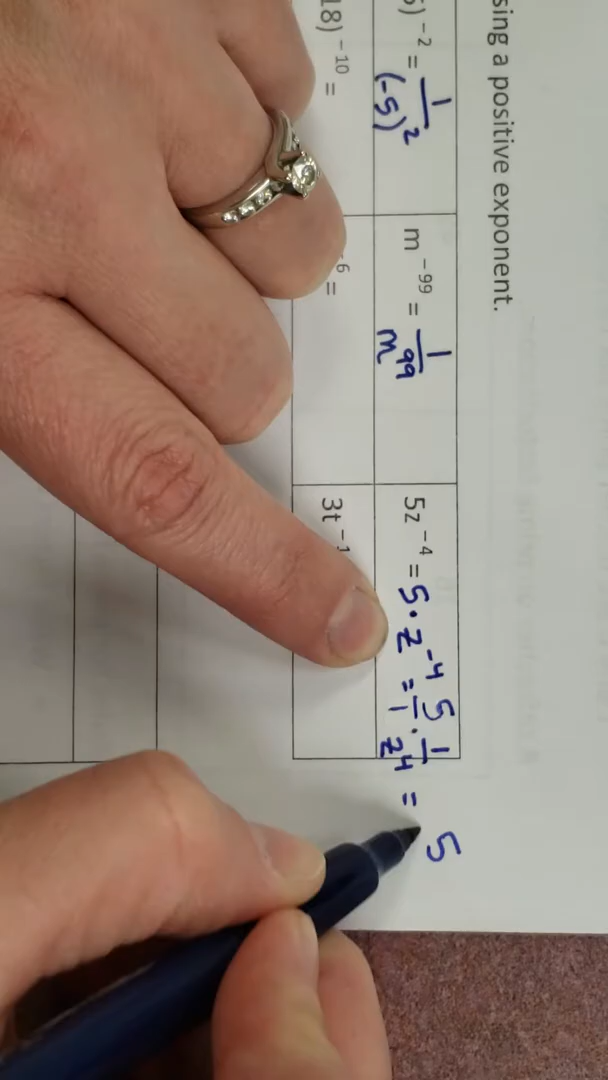 sing a positive exponent.
)⁻² = 1/(-5)²
m⁻⁹⁹ = 1/m⁹⁹
5z⁻⁴ = 5·z⁻⁴ = 5/1 · 1/z⁴ = 5
18)⁻¹⁰ =
⁻⁶ =
3t⁻¹